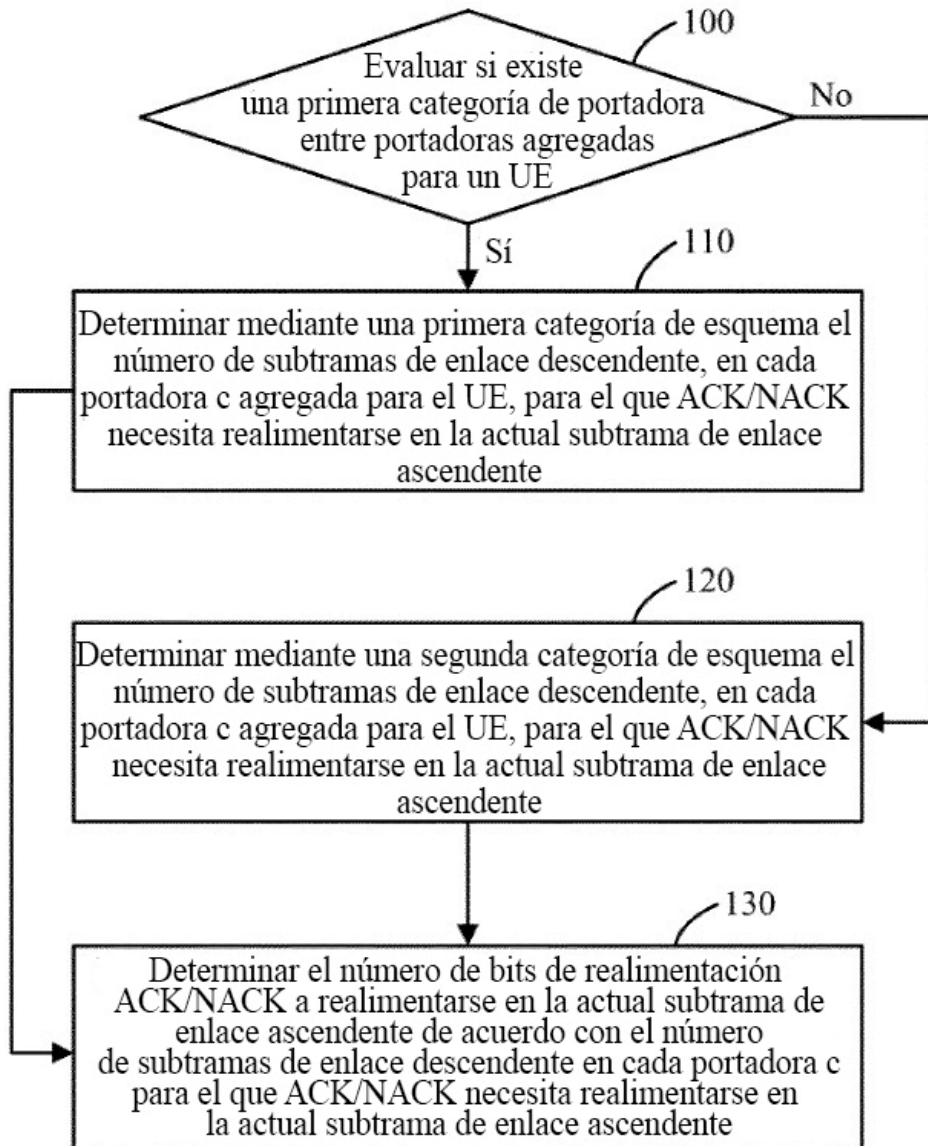 100
Evaluar si existe
una primera categoría de portadora
entre portadoras agregadas
para un UE
No
Sí
110
Determinar mediante una primera categoría de esquema el
número de subtramas de enlace descendente, en cada
portadora c agregada para el UE, para el que ACK/NACK
necesita realimentarse en la actual subtrama de enlace
ascendente
120
Determinar mediante una segunda categoría de esquema el
número de subtramas de enlace descendente, en cada
portadora c agregada para el UE, para el que ACK/NACK
necesita realimentarse en la actual subtrama de enlace
ascendente
130
Determinar el número de bits de realimentación
ACK/NACK a realimentarse en la actual subtrama de
enlace ascendente de acuerdo con el número
de subtramas de enlace descendente en cada portadora c
para el que ACK/NACK necesita realimentarse en
la actual subtrama de enlace ascendente